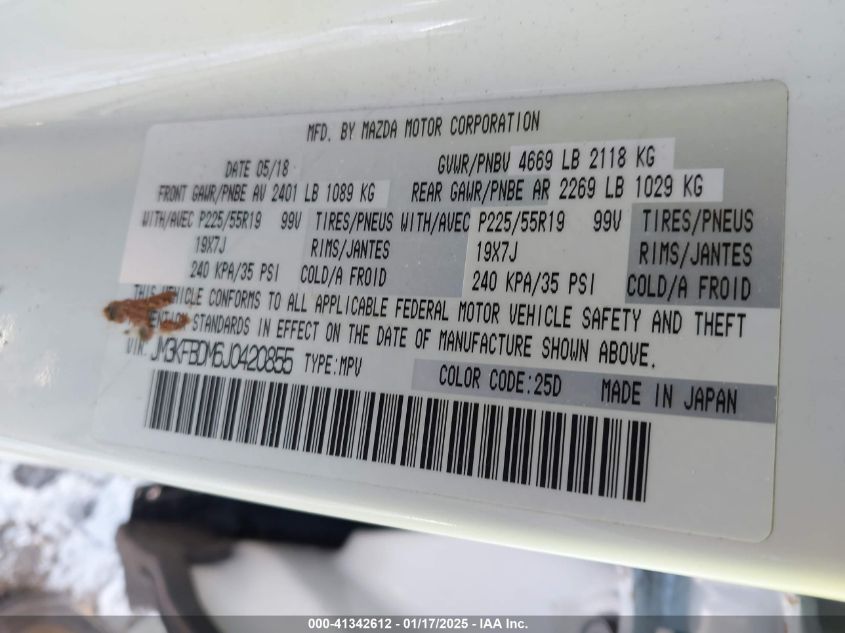 MFD. BY MAZDA MOTOR CORPORATION
DATE 05/18 GVWR/PNBV 4669 LB 2118 KG
FRONT GAWR/PNBE AV 2401 LB 1089 KG REAR GAWR/PNBE AR 2269 LB 1029 KG
WITH/AVEC P225/55R19 99V TIRES/PNEUS WITH/AVEC P225/55R19 99V TIRES/PNEUS
19X7J RIMS/JANTES 19X7J RIMS/JANTES
240 KPA/35 PSI COLD/A FROID 240 KPA/35 PSI COLD/A FROID
THIS VEHICLE CONFORMS TO ALL APPLICABLE FEDERAL MOTOR VEHICLE SAFETY AND THEFT
STANDARDS IN EFFECT ON THE DATE OF MANUFACTURE SHOWN ABOVE.
VIN: JM3KFBDM6J0420855 TYPE:MPV COLOR CODE:25D MADE IN JAPAN
000-41342612 - 01/17/2025 - IAA Inc.